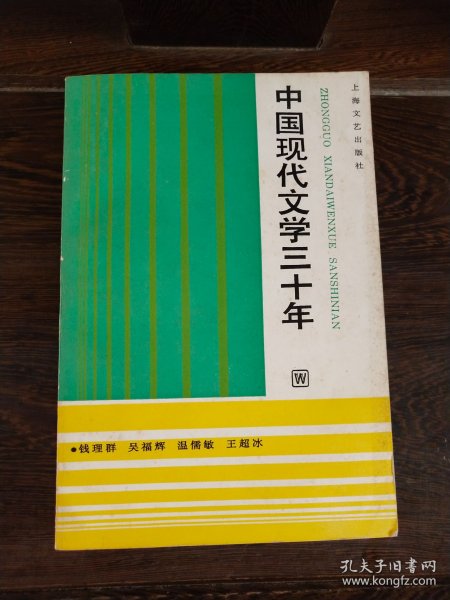 上海文艺出版社
ZHONGGUO XIANDAIWENXUE SANSHINIAN
中国现代文学三十年
W
•钱理群 吴福辉 温儒敏 王超冰
孔夫子旧书网
www.kongfz.com